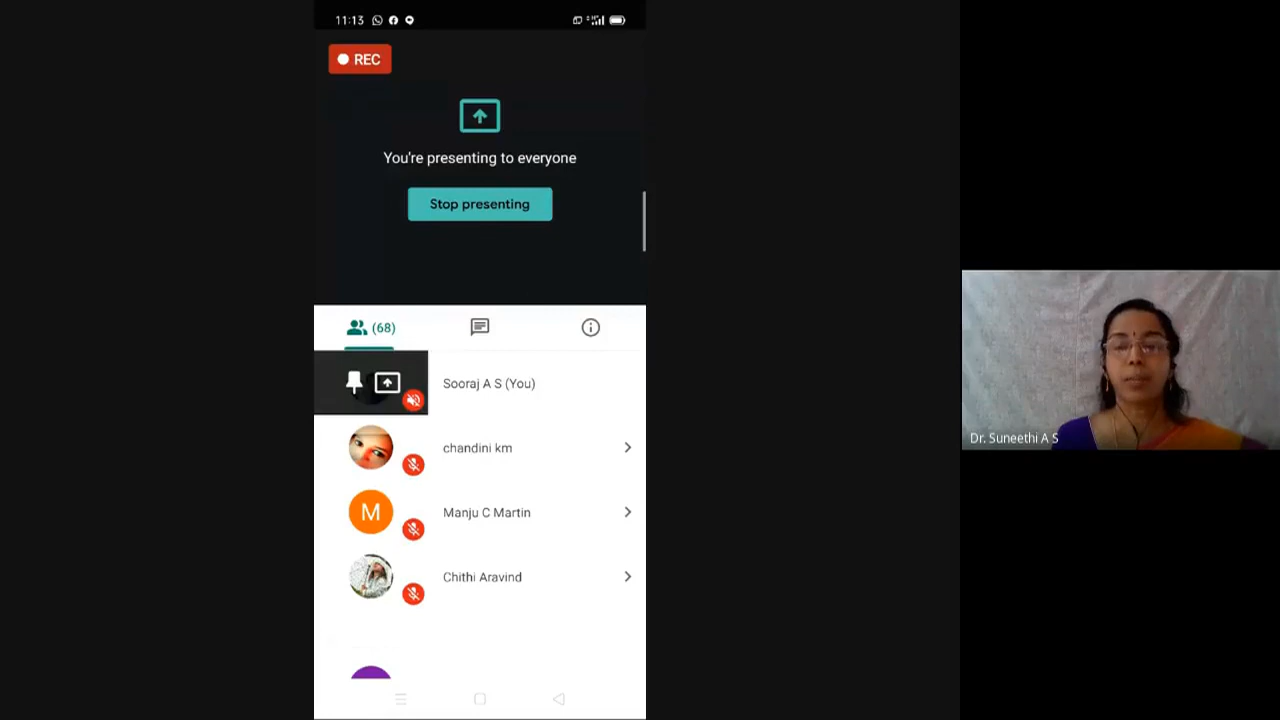 11:13
REC
You're presenting to everyone
Stop presenting
(68)
Sooraj A S (You)
chandini km
M
Manju C Martin
Chithi Aravind
Dr. Suneethi A S